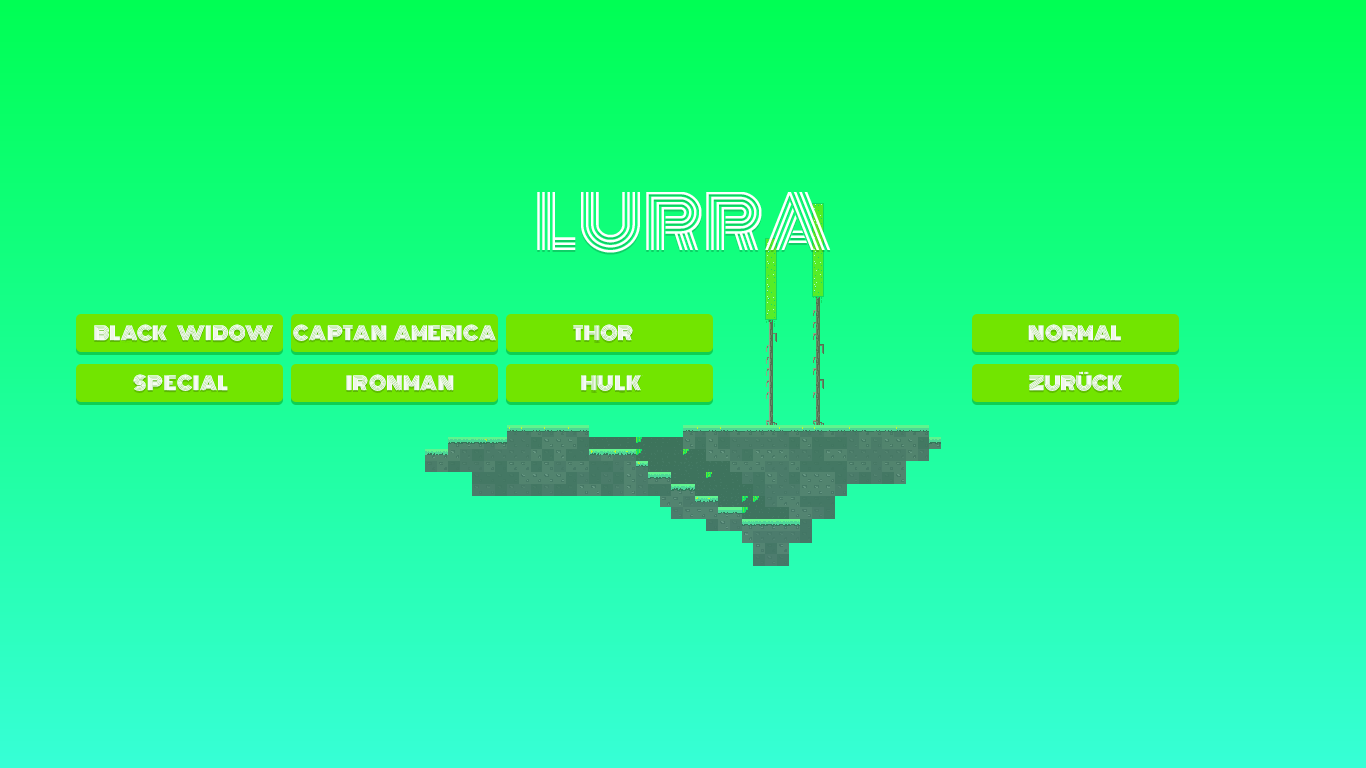 LURRA
BLACK WIDOW
CAPTAN AMERICA
THOR
NORMAL
SPECIAL
IRONMAN
HULK
ZURÜCK